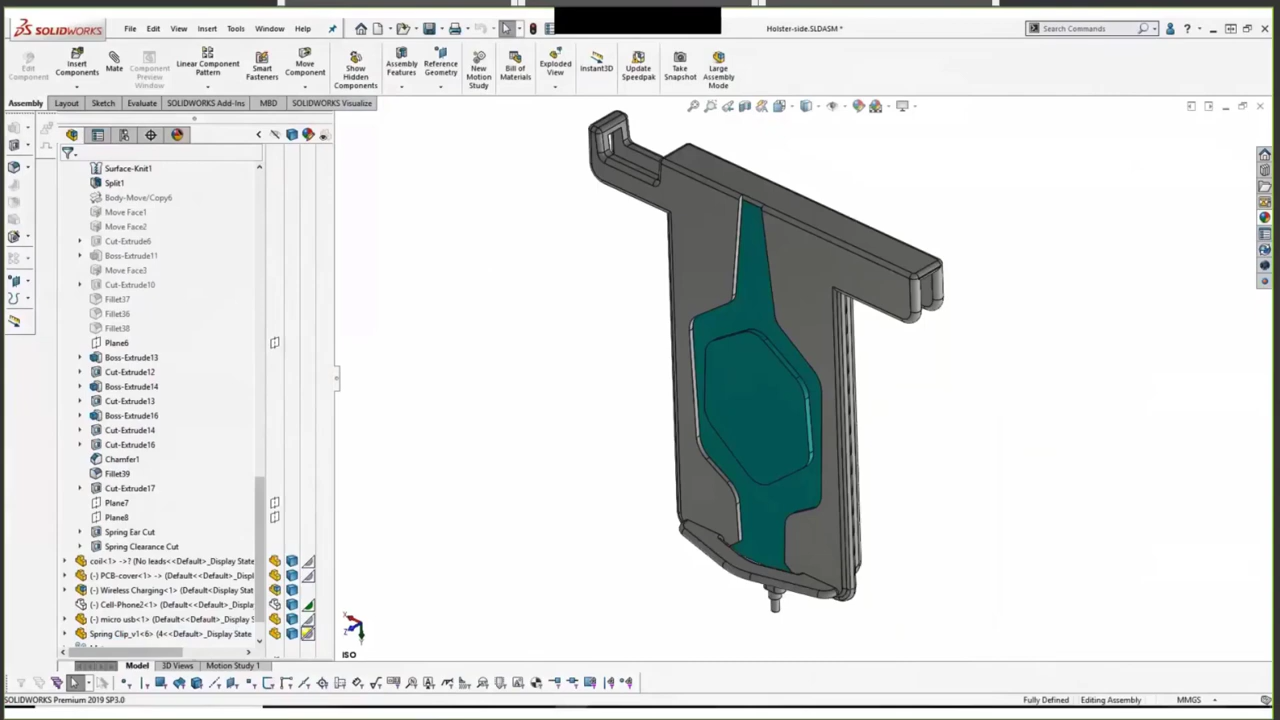 SOLIDWORKS File Edit View Insert Tools Window Help Holster-side.SLDASM * Search Commands ?
Edit Component Insert Components Mate Component Preview Window Linear Component Pattern Smart Fasteners Move Component Show Hidden Components Assembly Features Reference Geometry New Motion Study Bill of Materials Exploded View Instant3D Update Speedpak Take Snapshot Large Assembly Mode
Assembly Layout Sketch Evaluate SOLIDWORKS Add-Ins MBD SOLIDWORKS Visualize
Surface-Knit1
Split1
Body-Move/Copy6
Move Face1
Move Face2
Cut-Extrude6
Boss-Extrude11
Move Face3
Cut-Extrude10
Fillet37
Fillet36
Fillet38
Plane6
Boss-Extrude13
Cut-Extrude12
Boss-Extrude14
Cut-Extrude13
Boss-Extrude16
Cut-Extrude14
Cut-Extrude16
Chamfer1
Fillet39
Cut-Extrude17
Plane7
Plane8
Spring Ear Cut
Spring Clearance Cut
coil<1> ->? (No leads<<Default>_Display State
(-) PCB-cover<1> -> (Default<<Default>_Displ
(-) Wireless Charging<1> (Default<<Default>_D
(-) Cell-Phone2<1> (Default<<Default>_Displa
(-) micro usb<1> (Default<<Default>_Display S
Spring Clip_v1<6> (4<<Default>_Display State
X Z Y
*ISO
Model 3D Views Motion Study 1
SOLIDWORKS Premium 2019 SP3.0 Fully Defined Editing Assembly MMGS